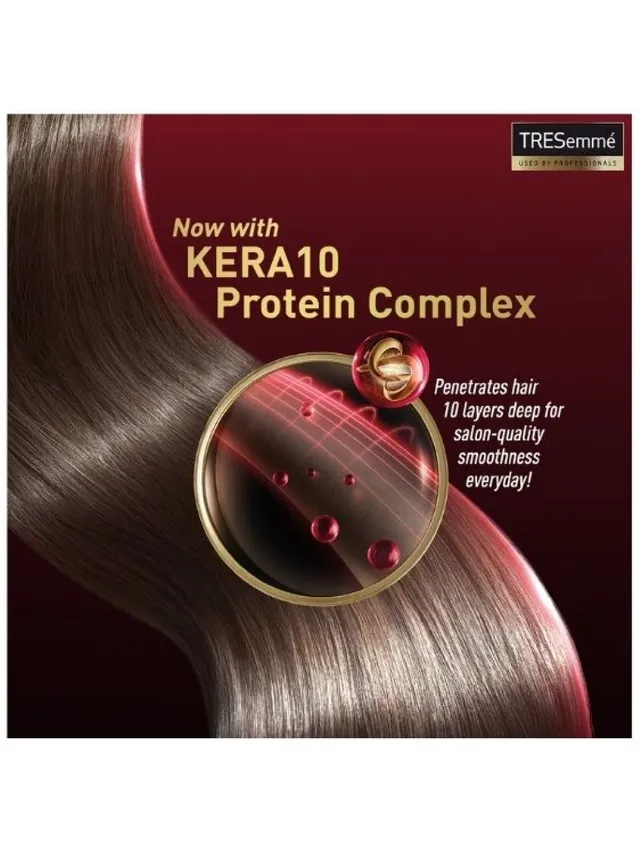 TRESemmé
USED BY PROFESSIONALS
Now with
KERA10
Protein Complex
Penetrates hair
10 layers deep for
salon-quality
smoothness
everyday!